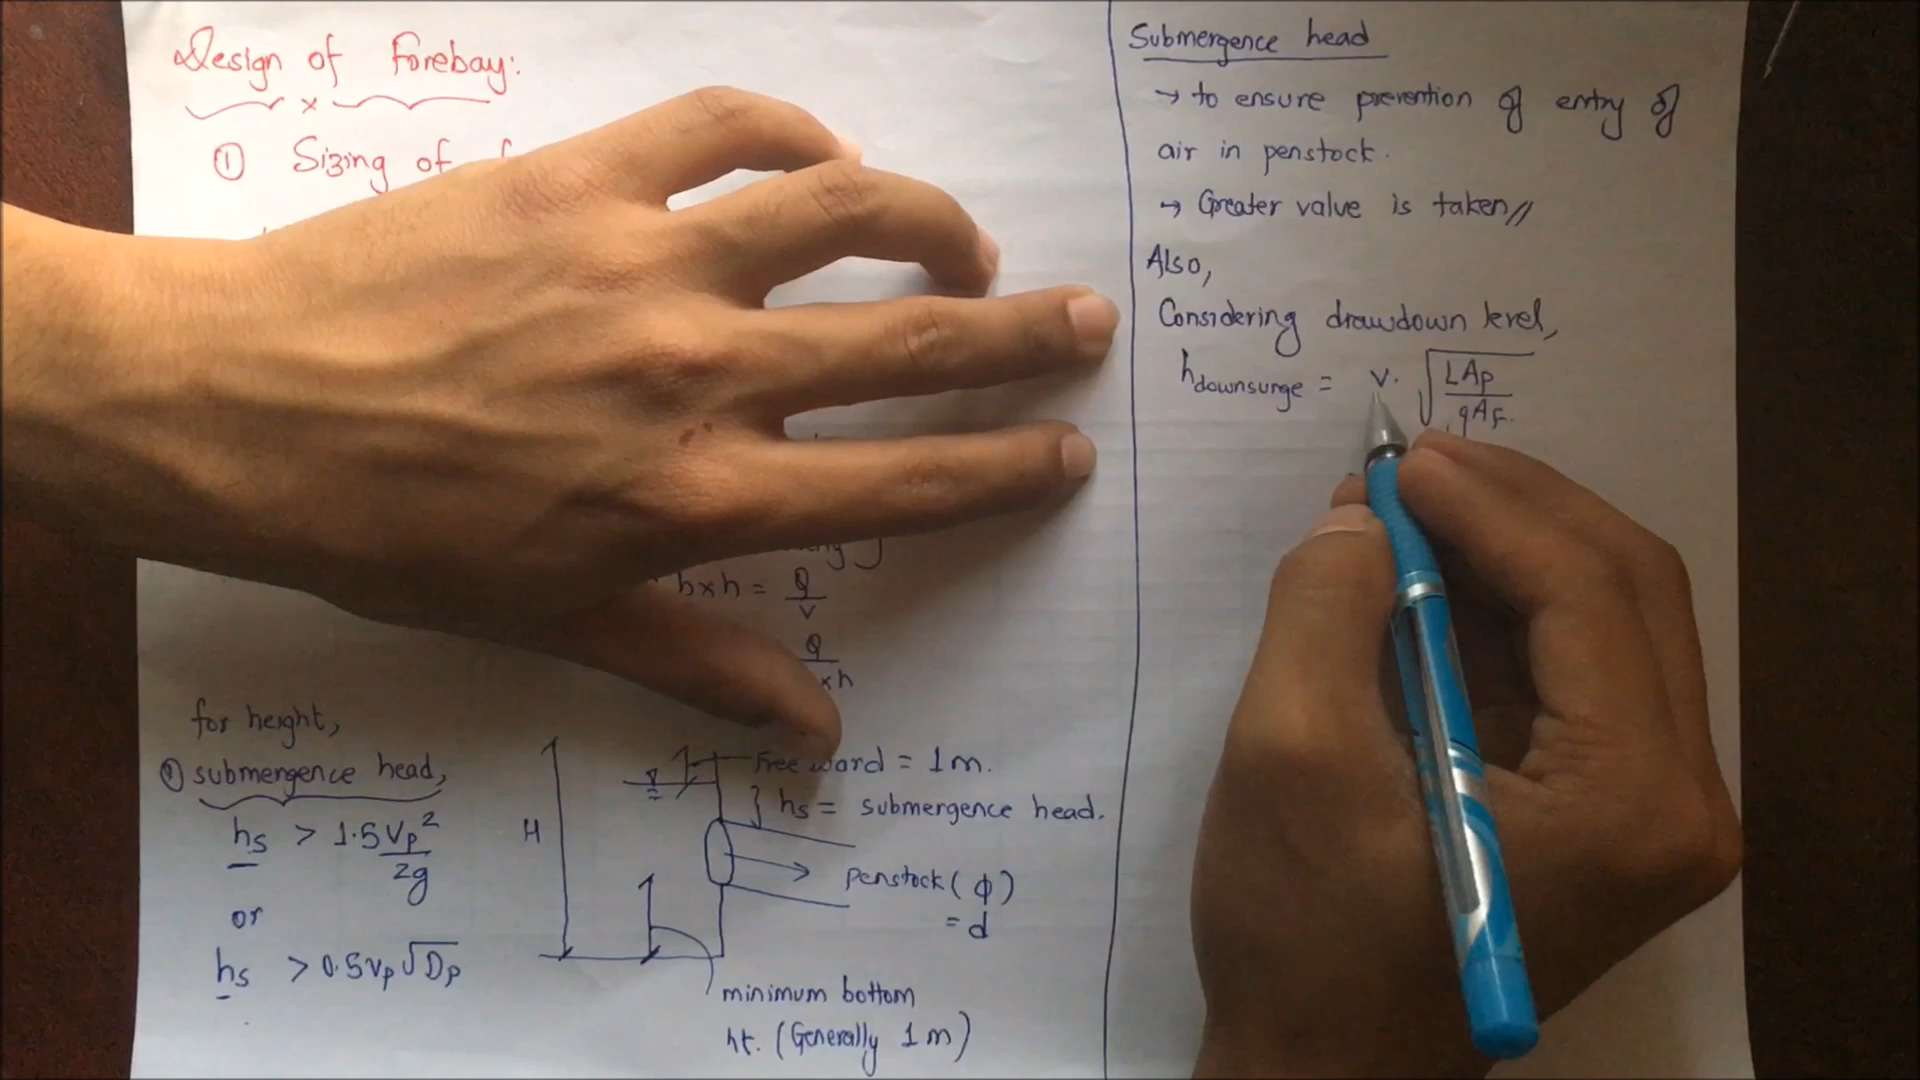 Design of Forebay:
① Sizing of
b×h = Q/V
Q
×h
for height,
submergence head,
hs > 1.5 Vp²/2g
or
hs > 0.5 Vp √Dp
H
Free ward = 1m.
} hs = submergence head.
penstock (ϕ)
= d
minimum bottom
ht. (Generally 1m)
Submergence head
→ to ensure prevention of entry of
air in penstock.
→ Greater value is taken//
Also,
Considering drawdown level,
hdownsurge = v. √LAp/gAF.